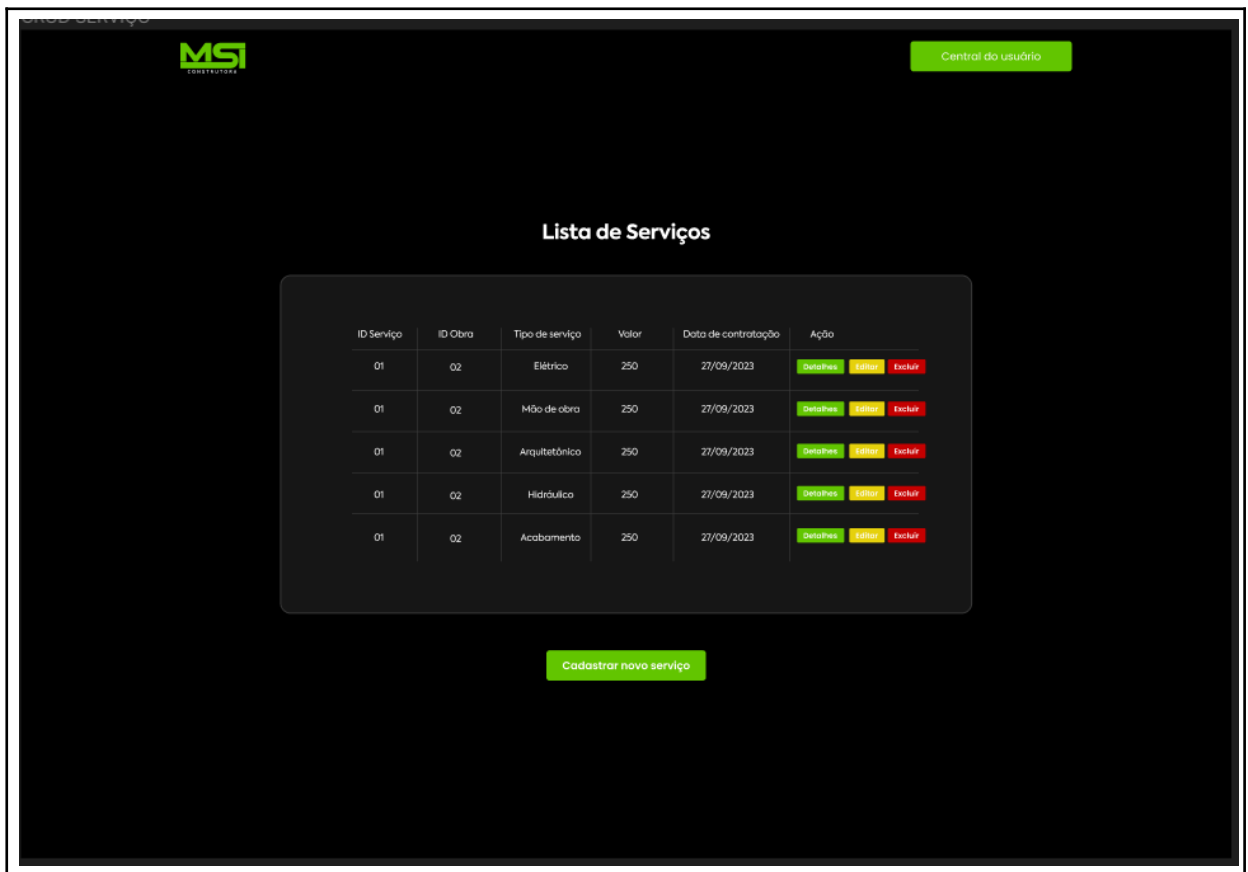 CRUD SERVIÇO
MSI
CONSTRUTORA
Central do usuário
Lista de Serviços
ID Serviço ID Obra Tipo de serviço Valor Data de contratação Ação
01 02 Elétrico 250 27/09/2023 Detalhes Editar Excluir
01 02 Mão de obra 250 27/09/2023 Detalhes Editar Excluir
01 02 Arquitetônico 250 27/09/2023 Detalhes Editar Excluir
01 02 Hidráulico 250 27/09/2023 Detalhes Editar Excluir
01 02 Acabamento 250 27/09/2023 Detalhes Editar Excluir
Cadastrar novo serviço